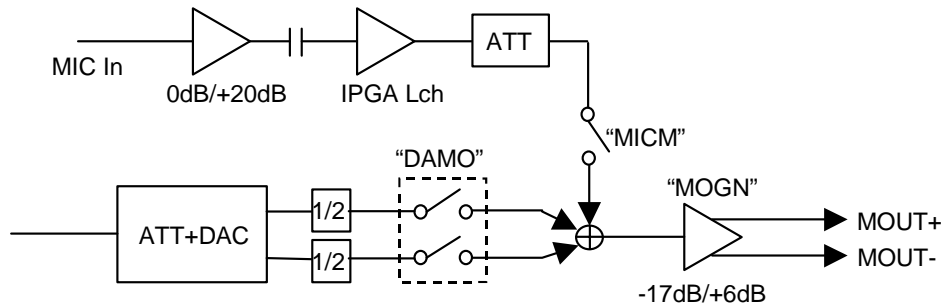 MIC In
0dB/+20dB
IPGA Lch
ATT
“MICM”
“DAMO”
“MOGN”
ATT+DAC
1/2
1/2
MOUT+
MOUT-
-17dB/+6dB